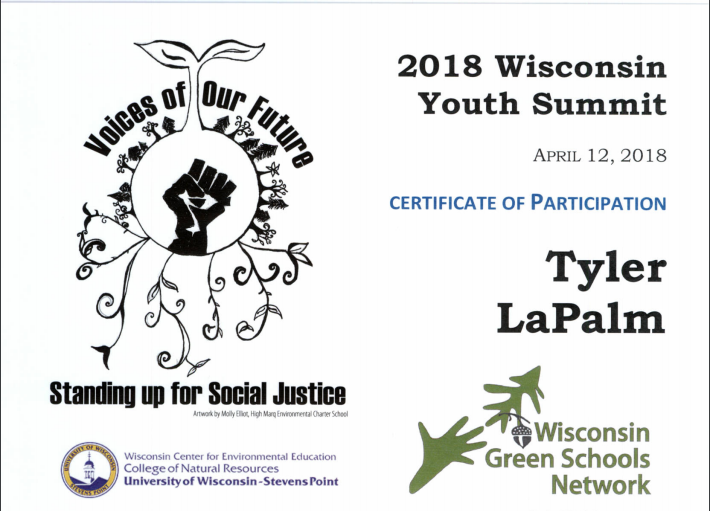 Voices of Our Future
Standing up for Social Justice
Artwork by Molly Elliot, High Marq Environmental Charter School
UNIVERSITY OF WISCONSIN
STEVENS POINT
Wisconsin Center for Environmental Education
College of Natural Resources
University of Wisconsin-Stevens Point
2018 Wisconsin
Youth Summit
APRIL 12, 2018
CERTIFICATE OF PARTICIPATION
Tyler
LaPalm
Wisconsin
Green Schools
Network